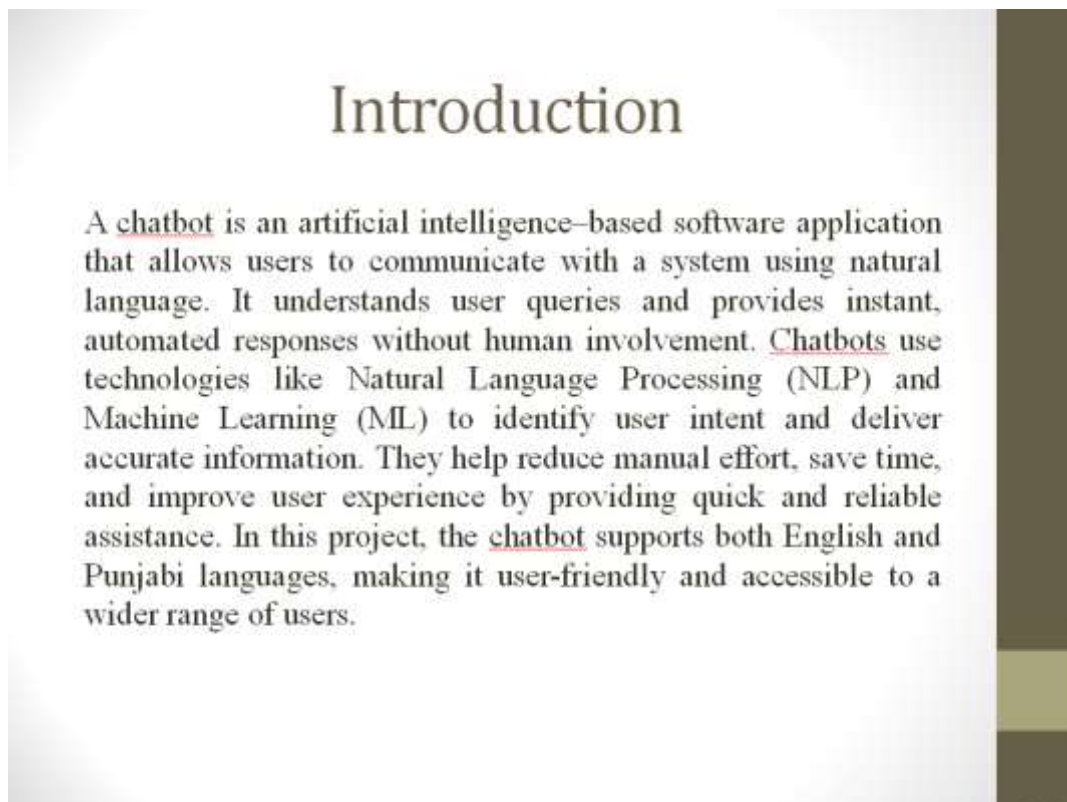 Introduction
A chatbot is an artificial intelligence–based software application
that allows users to communicate with a system using natural
language. It understands user queries and provides instant,
automated responses without human involvement. Chatbots use
technologies like Natural Language Processing (NLP) and
Machine Learning (ML) to identify user intent and deliver
accurate information. They help reduce manual effort, save time,
and improve user experience by providing quick and reliable
assistance. In this project, the chatbot supports both English and
Punjabi languages, making it user-friendly and accessible to a
wider range of users.